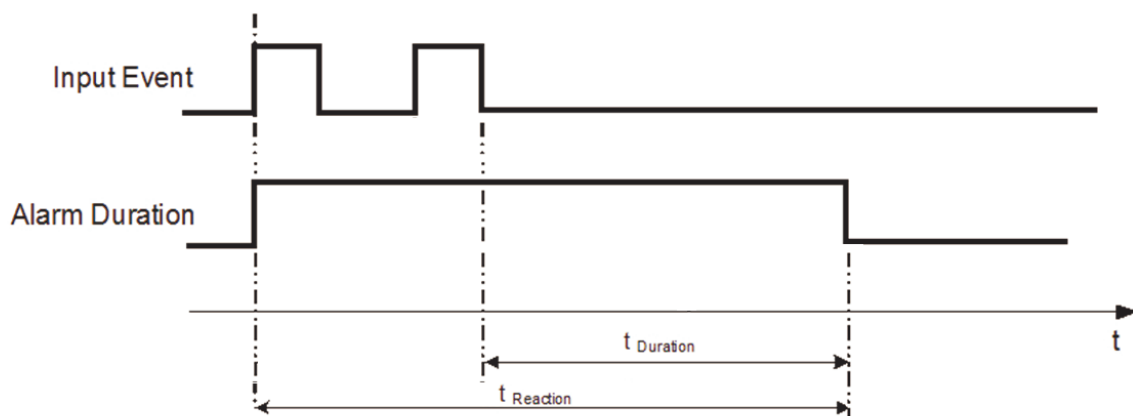 Input Event
Alarm Duration
t
t Duration
t Reaction